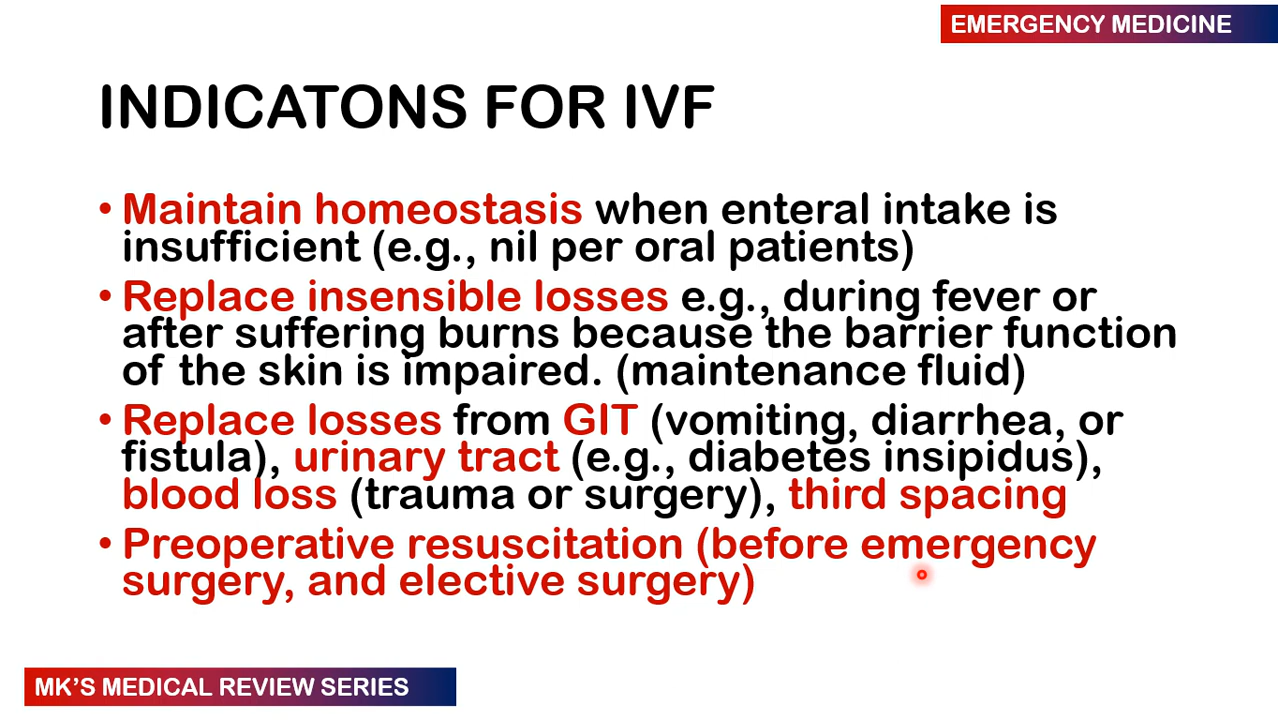 EMERGENCY MEDICINE
INDICATONS FOR IVF
• Maintain homeostasis when enteral intake is
insufficient (e.g., nil per oral patients)
• Replace insensible losses e.g., during fever or
after suffering burns because the barrier function
of the skin is impaired. (maintenance fluid)
• Replace losses from GIT (vomiting, diarrhea, or
fistula), urinary tract (e.g., diabetes insipidus),
blood loss (trauma or surgery), third spacing
• Preoperative resuscitation (before emergency
surgery, and elective surgery)
MK'S MEDICAL REVIEW SERIES